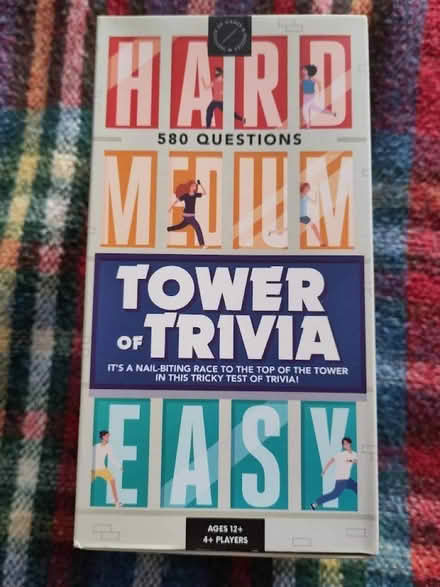 HARD
580 QUESTIONS
MEDIUM
TOWER
OF TRIVIA
IT'S A NAIL-BITING RACE TO THE TOP OF THE TOWER
IN THIS TRICKY TEST OF TRIVIA!
EASY
AGES 12+
4+ PLAYERS